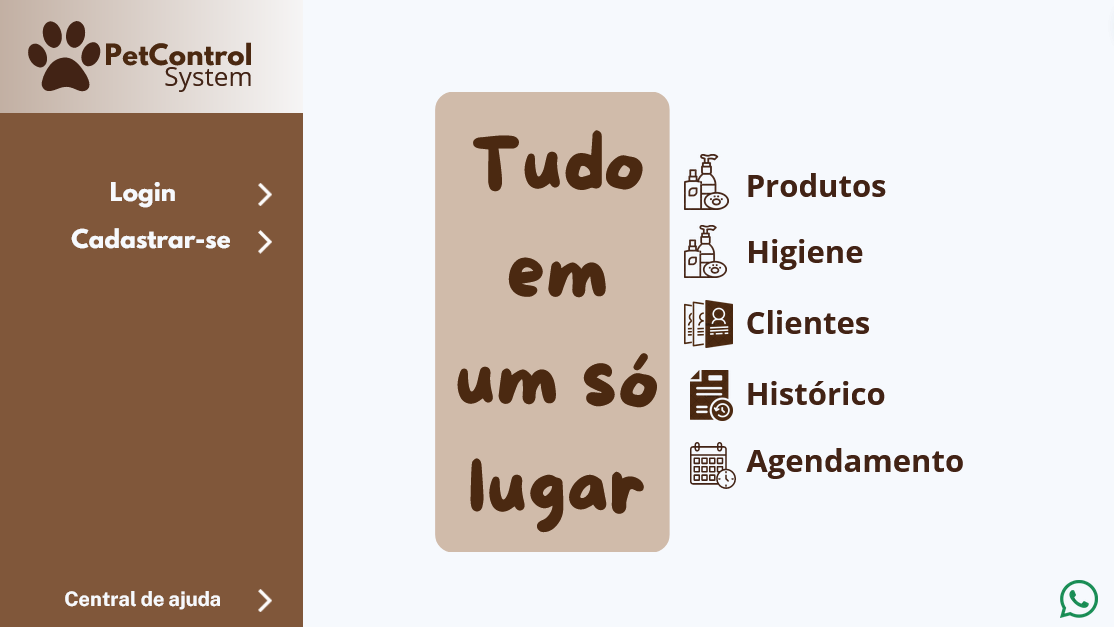 PetControl
System
Login
Cadastrar-se
Central de ajuda
Tudo
em
um só
lugar
Produtos
Higiene
Clientes
Histórico
Agendamento